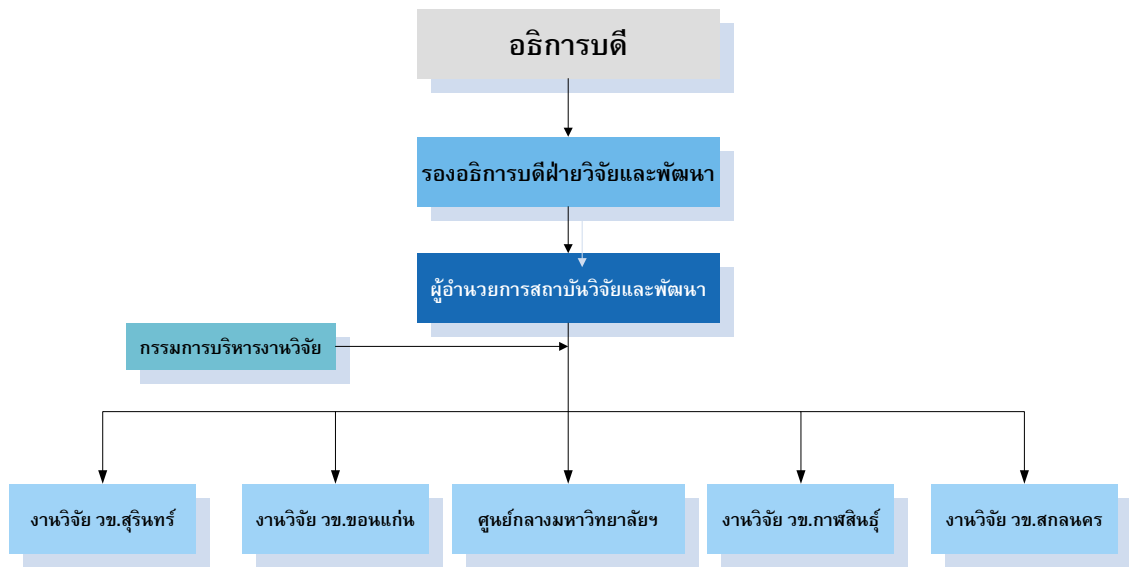 อธิการบดี
รองอธิการบดีฝ่ายวิจัยและพัฒนา
ผู้อำนวยการสถาบันวิจัยและพัฒนา
กรรมการบริหารงานวิจัย
งานวิจัย วข.สุรินทร์
งานวิจัย วข.ขอนแก่น
ศูนย์กลางมหาวิทยาลัยฯ
งานวิจัย วข.กาฬสินธุ์
งานวิจัย วข.สกลนคร